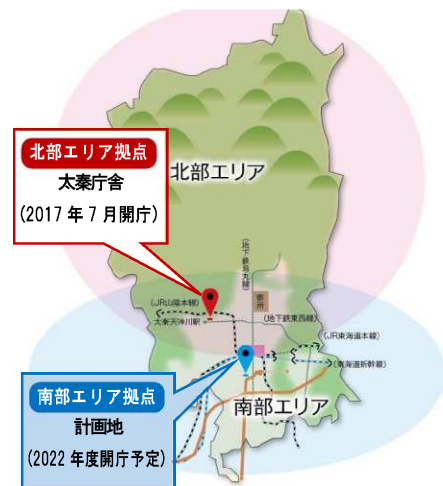 北部エリア拠点
太秦庁舎
(2017年7月開庁)
北部エリア
(地下鉄烏丸線)
(JR山陰本線)
御所
太秦天神川駅
(地下鉄東西線)
(JR東海道本線)
(東海道新幹線)
南部エリア拠点
計画地
(2022年度開庁予定)
南部エリア